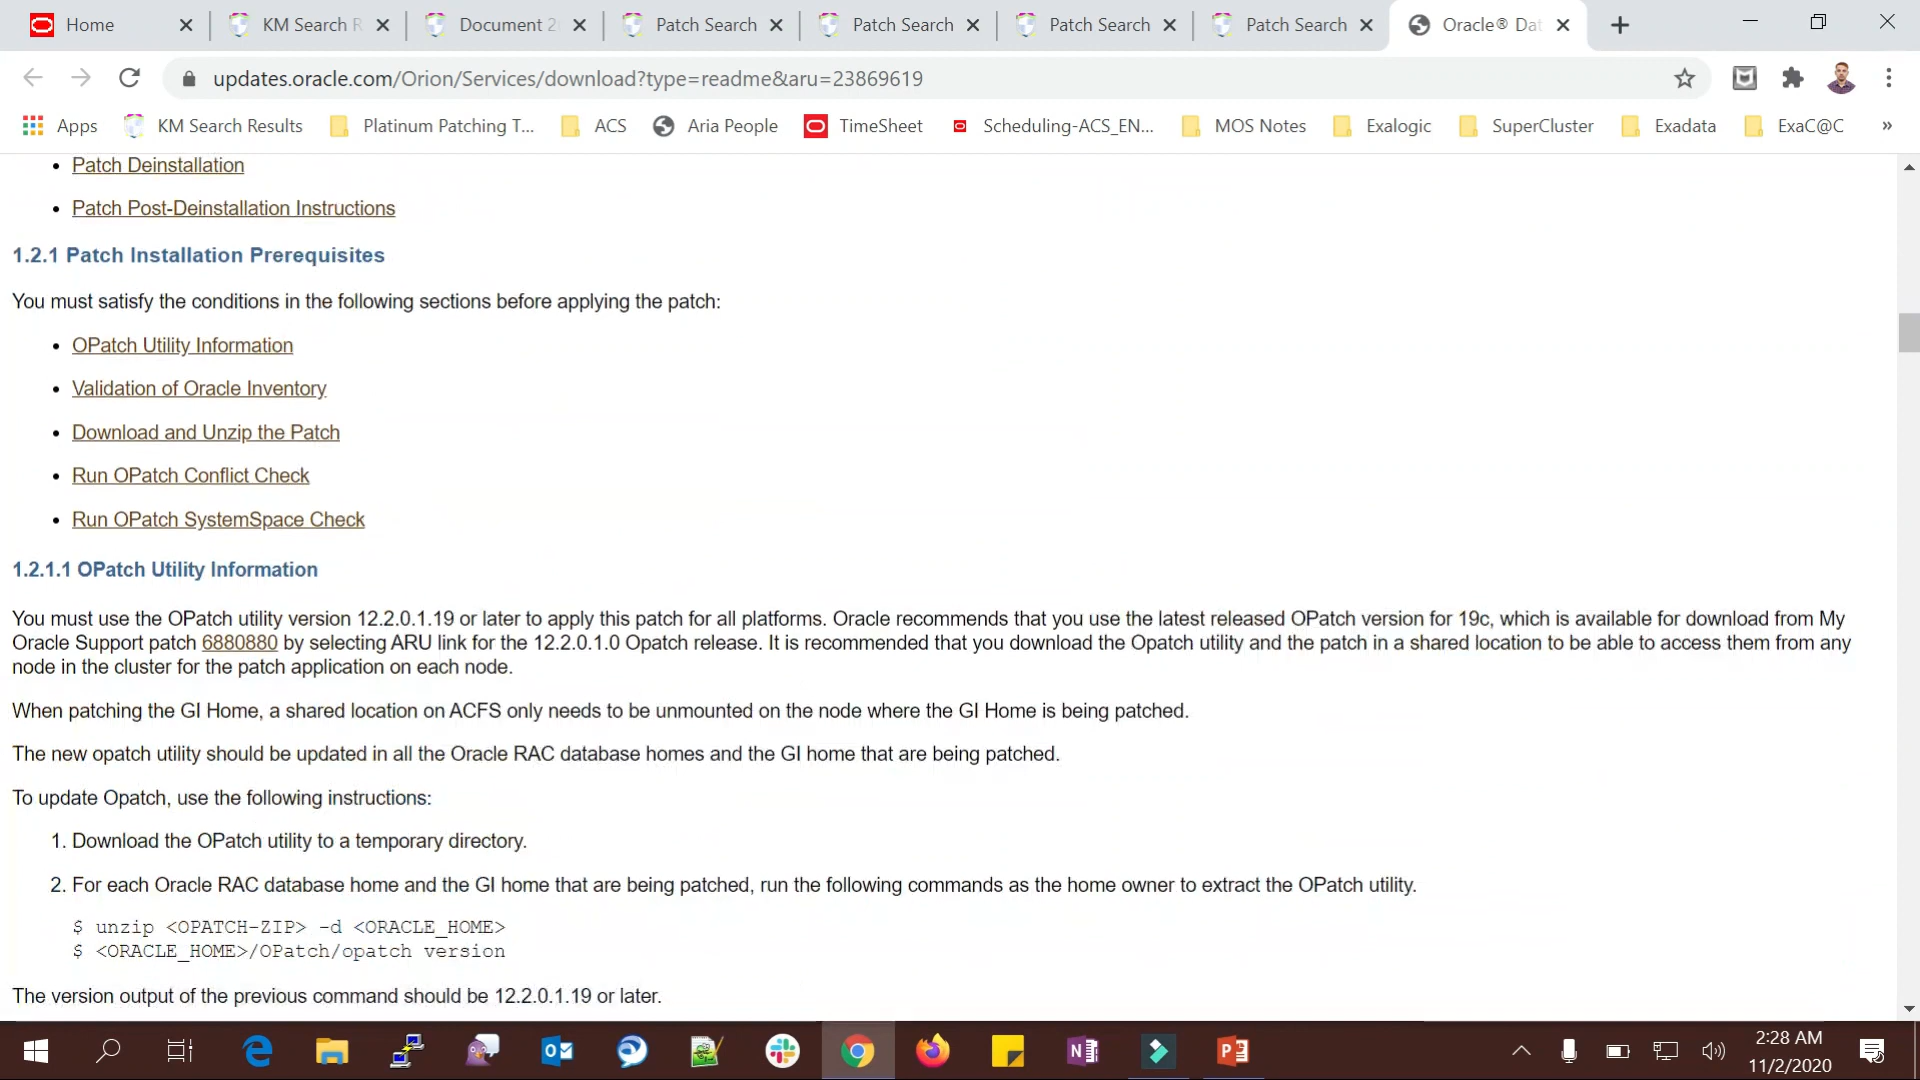 Home
KM Search R
Document 2
Patch Search
Patch Search
Patch Search
Patch Search
Oracle® Dat
updates.oracle.com/Orion/Services/download?type=readme&aru=23869619
Apps
KM Search Results
Platinum Patching T...
ACS
Aria People
TimeSheet
Scheduling-ACS_EN...
MOS Notes
Exalogic
SuperCluster
Exadata
ExaC@C
»
• Patch Deinstallation
• Patch Post-Deinstallation Instructions
1.2.1 Patch Installation Prerequisites
You must satisfy the conditions in the following sections before applying the patch:
• OPatch Utility Information
• Validation of Oracle Inventory
• Download and Unzip the Patch
• Run OPatch Conflict Check
• Run OPatch SystemSpace Check
1.2.1.1 OPatch Utility Information
You must use the OPatch utility version 12.2.0.1.19 or later to apply this patch for all platforms. Oracle recommends that you use the latest released OPatch version for 19c, which is available for download from My
Oracle Support patch 6880880 by selecting ARU link for the 12.2.0.1.0 Opatch release. It is recommended that you download the Opatch utility and the patch in a shared location to be able to access them from any
node in the cluster for the patch application on each node.
When patching the GI Home, a shared location on ACFS only needs to be unmounted on the node where the GI Home is being patched.
The new opatch utility should be updated in all the Oracle RAC database homes and the GI home that are being patched.
To update Opatch, use the following instructions:
1. Download the OPatch utility to a temporary directory.
2. For each Oracle RAC database home and the GI home that are being patched, run the following commands as the home owner to extract the OPatch utility.
$ unzip <OPATCH-ZIP> -d <ORACLE_HOME>
$ <ORACLE_HOME>/OPatch/opatch version
The version output of the previous command should be 12.2.0.1.19 or later.
2:28 AM
11/2/2020